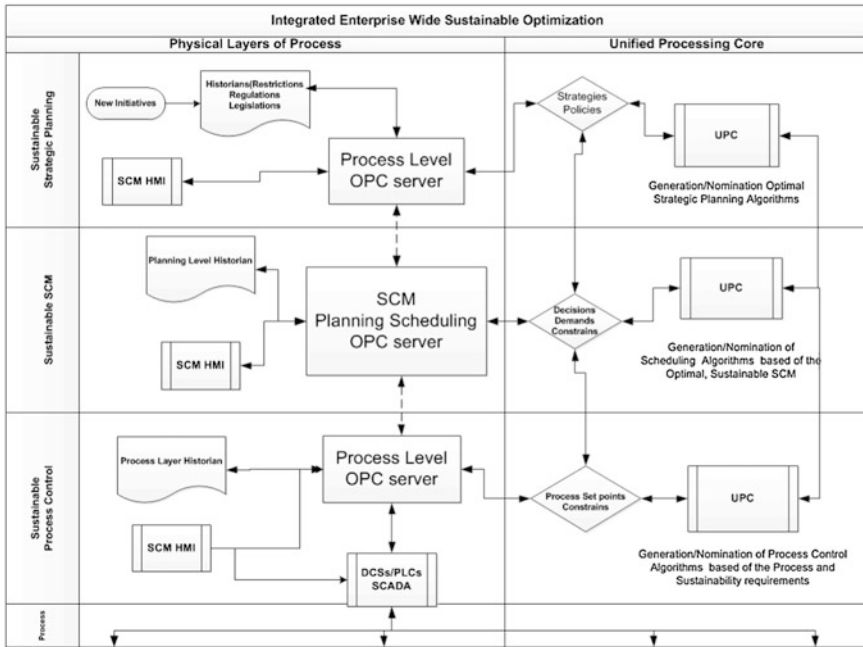 Integrated Enterprise Wide Sustainable Optimization
Physical Layers of Process
Unified Processing Core
Sustainable
Strategic Planning
New Initiatives
Historians(Restrictions
Regulations
Legislations
SCM HMI
Process Level
OPC server
Strategies
Policies
UPC
Generation/Nomination Optimal
Strategic Planning Algorithms
Sustainable SCM
Planning Level Historian
SCM HMI
SCM
Planning Scheduling
OPC server
Decisions
Demands
Constrains
UPC
Generation/Nomination of
Scheduling Algorithms based of the
Optimal, Sustainable SCM
Sustainable
Process Control
Process Layer Historian
SCM HMI
Process Level
OPC server
DCSs/PLCs
SCADA
Process Set points
Constrains
UPC
Generation/Nomination of Process Control
Algorithms based of the Process and
Sustainability requirements
Process